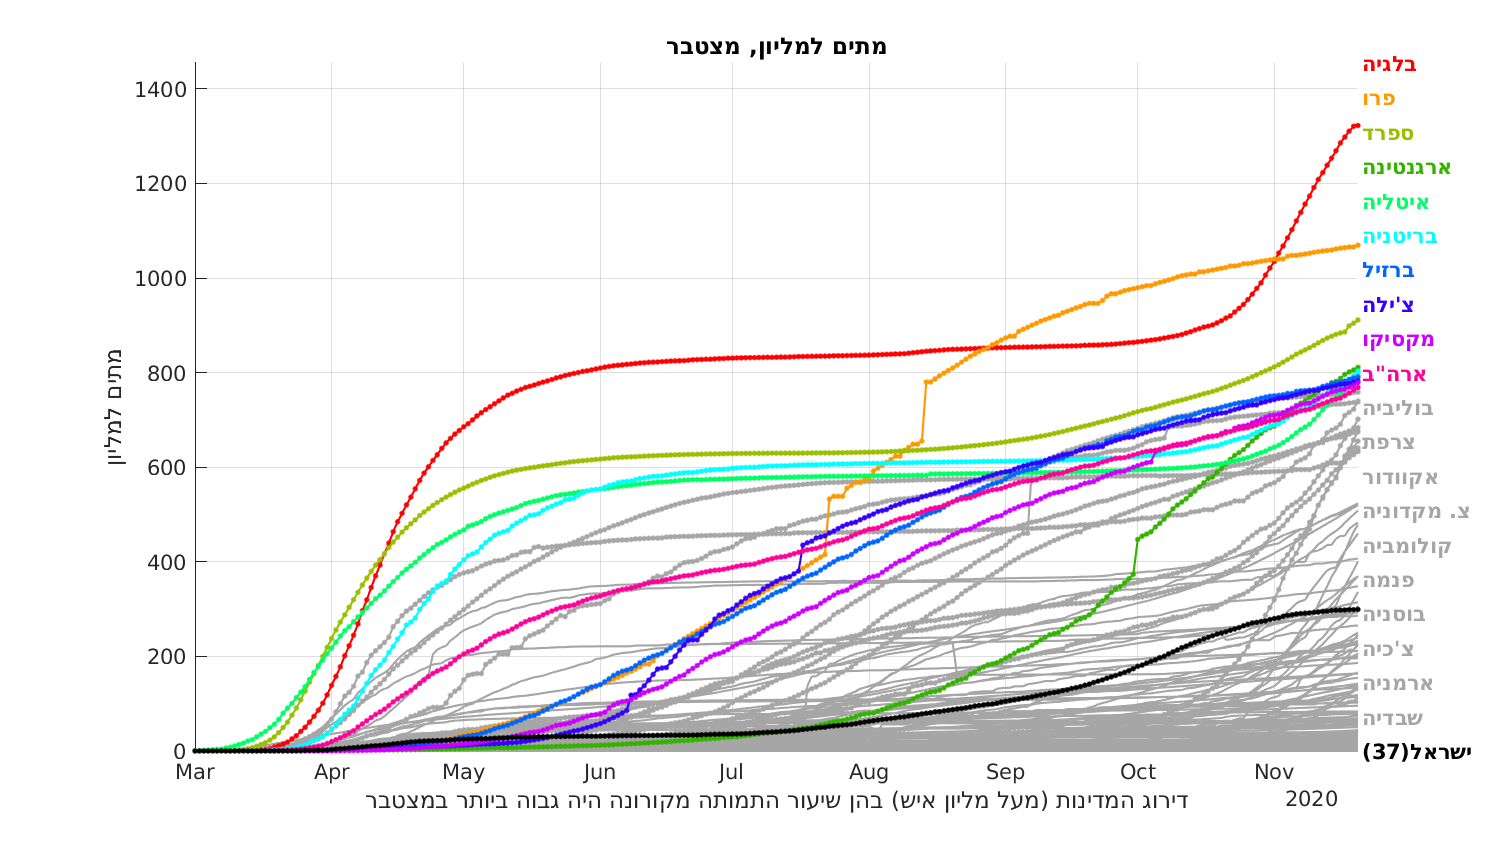 מתים למליון, מצטבר
מתים למליון
1400
1200
1000
800
600
400
200
0
Mar Apr May Jun Jul Aug Sep Oct Nov
2020
דירוג המדינות (מעל מליון איש) בהן שיעור התמותה מקורונה היה גבוה ביותר במצטבר
בלגיה
פרו
ספרד
ארגנטינה
איטליה
בריטניה
ברזיל
צ'ילה
מקסיקו
ארה"ב
בוליביה
צרפת
אקוודור
צ. מקדוניה
קולומביה
פנמה
בוסניה
צ'כיה
ארמניה
שבדיה
ישראל(37)